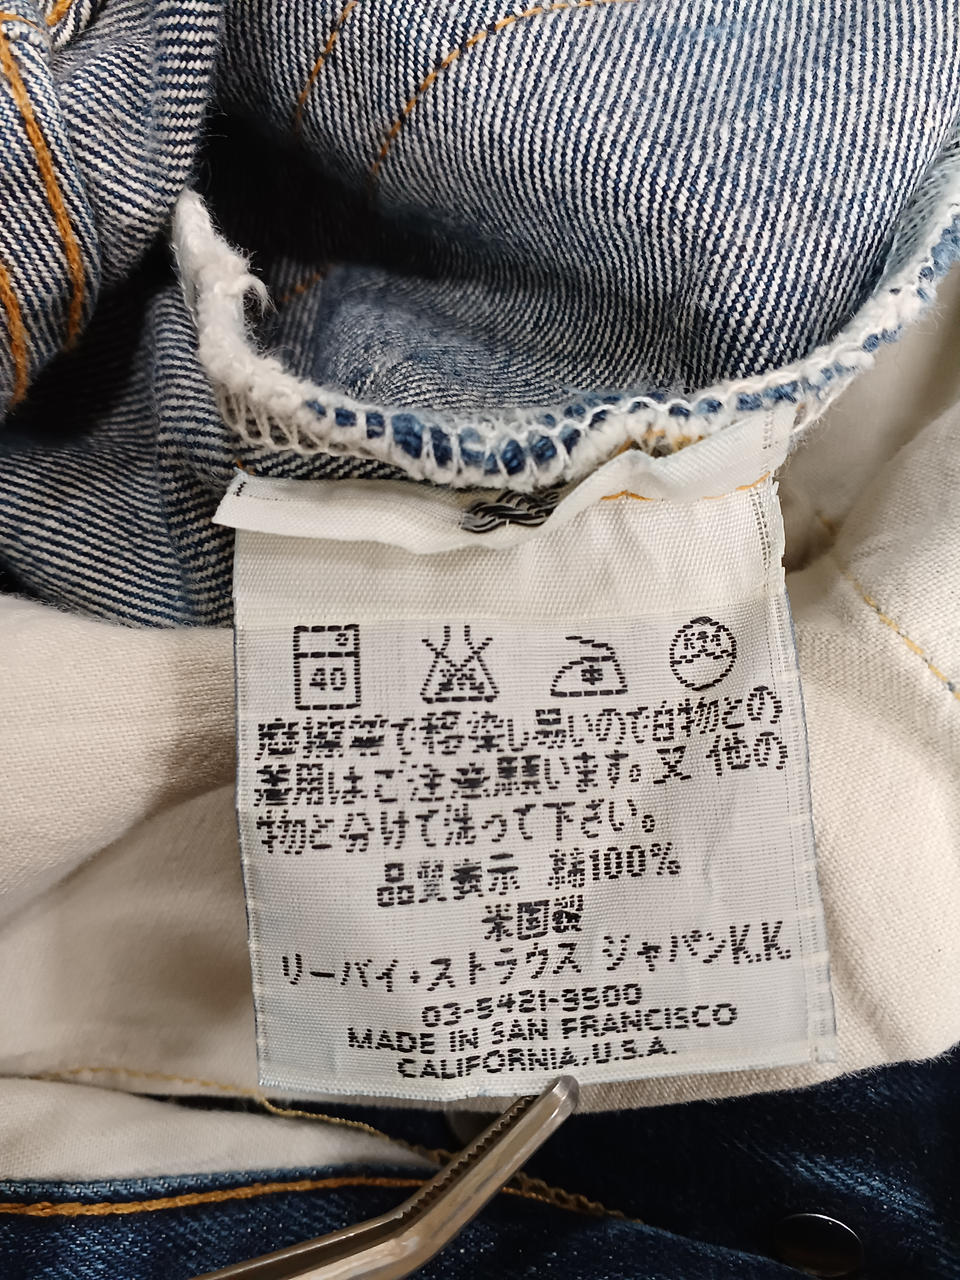 40
感摩擦で移染し易いので白物との
着用はご注意願います。又 他の
物と分けて洗って下さい。
品質表示 綿100%
米国製
リーバイ・ストラウス ジャパンK.K.
03-5421-9500
MADE IN SAN FRANCISCO
CALIFORNIA,U.S.A.